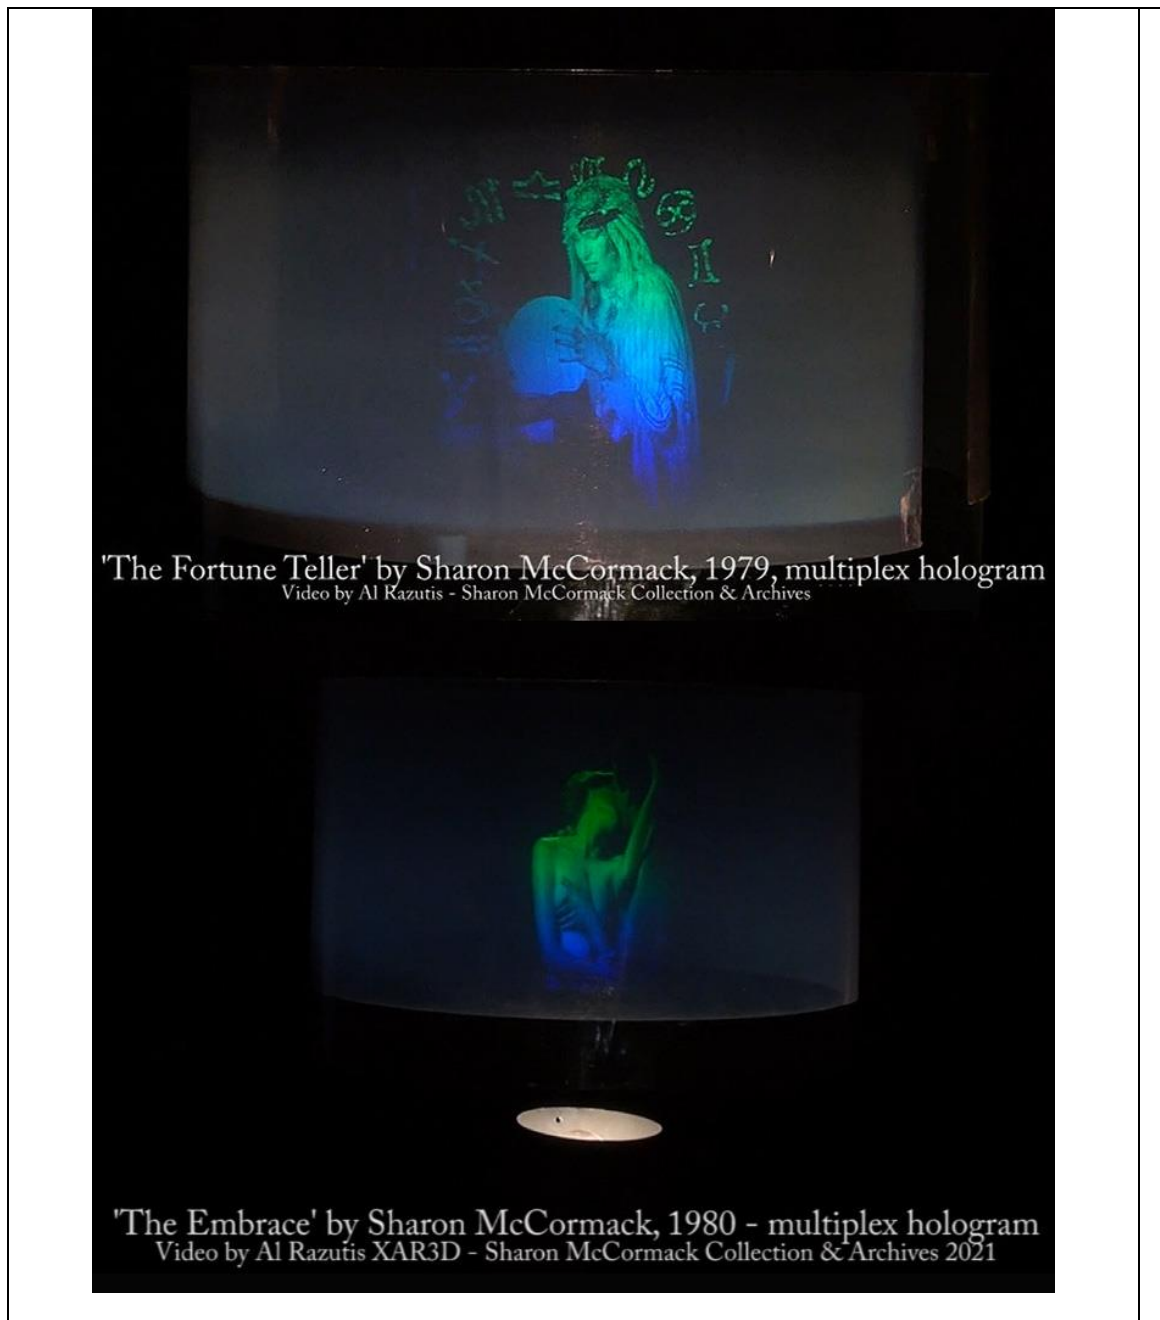 'The Fortune Teller' by Sharon McCormack, 1979, multiplex hologram
Video by Al Razutis - Sharon McCormack Collection & Archives
'The Embrace' by Sharon McCormack, 1980 - multiplex hologram
Video by Al Razutis XAR3D - Sharon McCormack Collection & Archives 2021